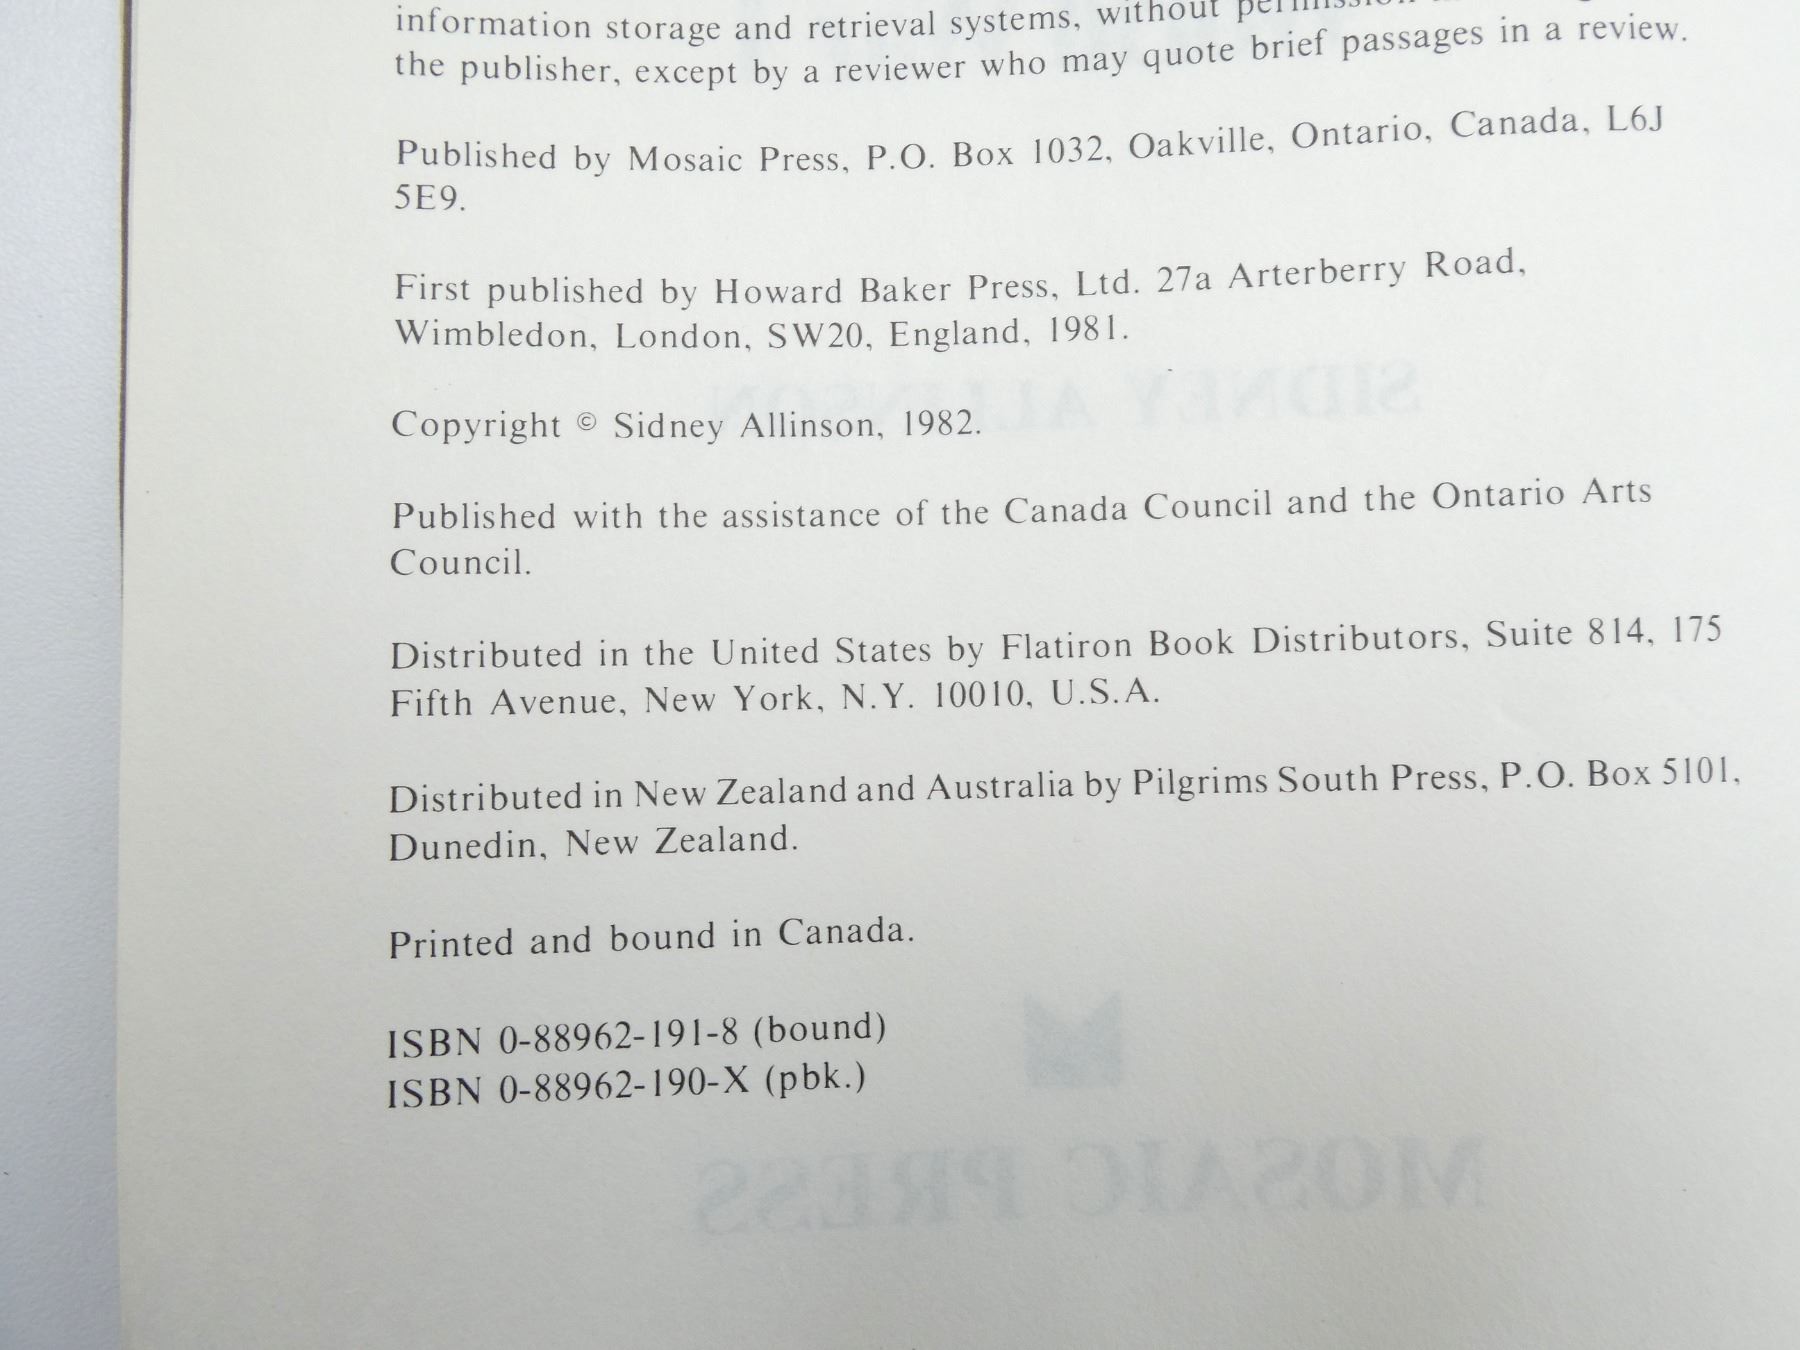 information storage and retrieval systems, without
the publisher, except by a reviewer who may quote brief passages in a review.
Published by Mosaic Press, P.O. Box 1032, Oakville, Ontario, Canada, L6J
5E9.
First published by Howard Baker Press, Ltd. 27a Arterberry Road,
Wimbledon, London, SW20, England, 1981.
SIDNEY ALLINSON
Copyright © Sidney Allinson, 1982.
Published with the assistance of the Canada Council and the Ontario Arts
Council.
Distributed in the United States by Flatiron Book Distributors, Suite 814, 175
Fifth Avenue, New York, N.Y. 10010, U.S.A.
Distributed in New Zealand and Australia by Pilgrims South Press, P.O. Box 5101,
Dunedin, New Zealand.
Printed and bound in Canada.
ISBN 0-88962-191-8 (bound)
ISBN 0-88962-190-X (pbk.)
MOSAIC PRESS